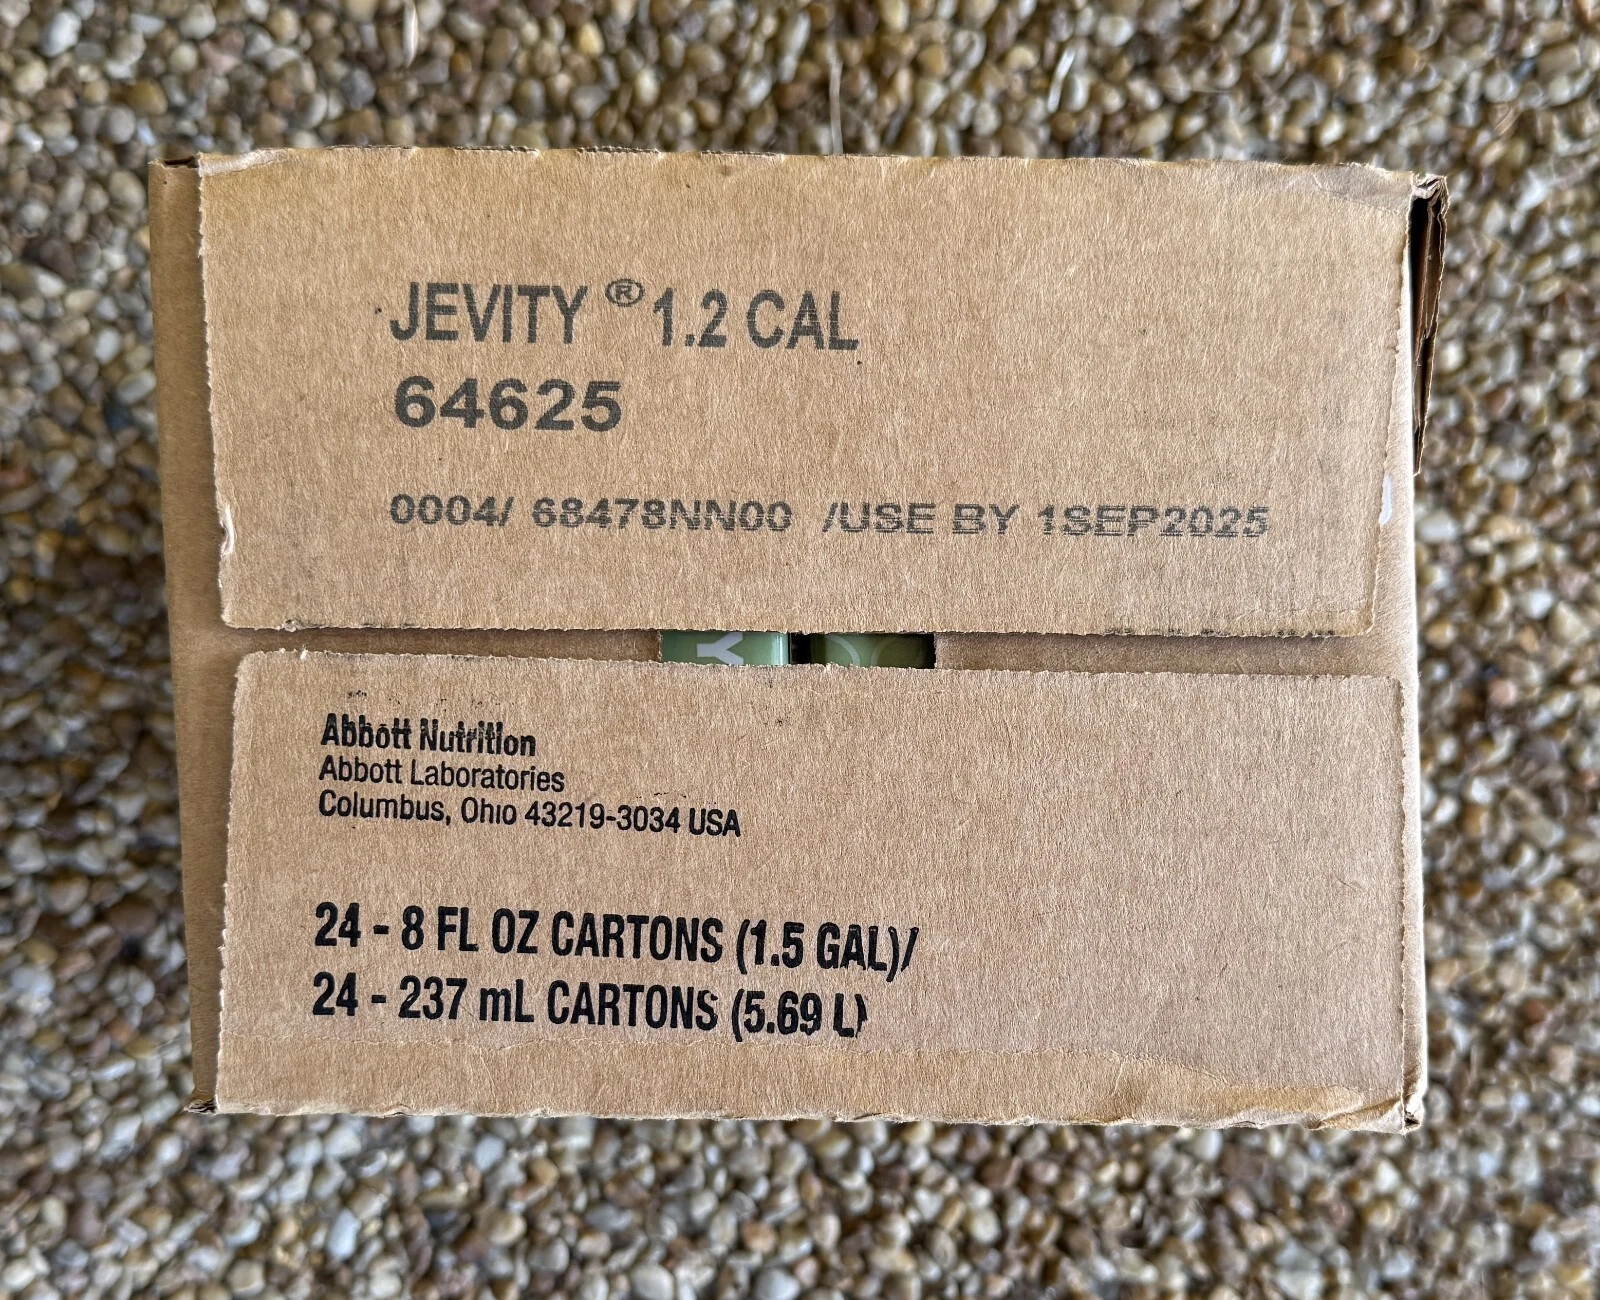 JEVITY ® 1.2 CAL
64625
0004/ 68478NN00 /USE BY 1SEP2025
Y
Abbott Nutrition
Abbott Laboratories
Columbus, Ohio 43219-3034 USA
24 - 8 FL OZ CARTONS (1.5 GAL)/
24 - 237 mL CARTONS (5.69 L)